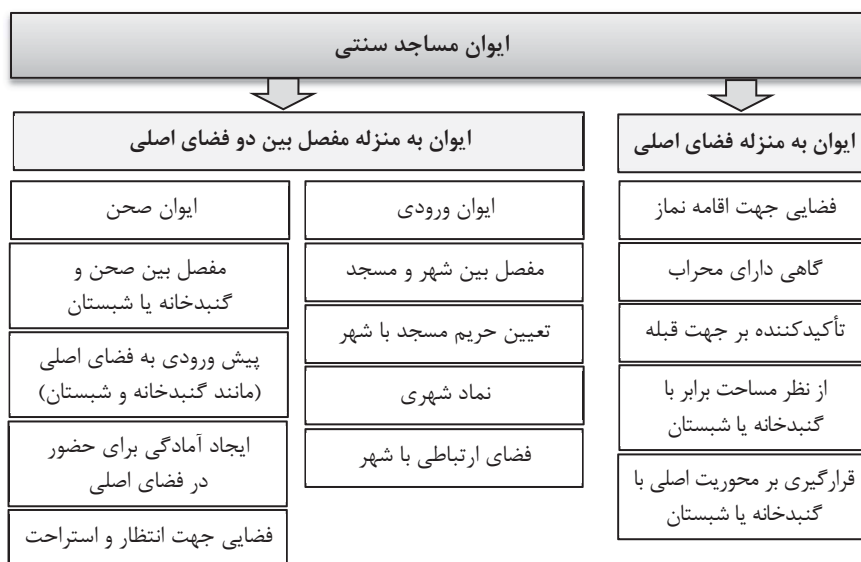 ایوان مساجد سنتی
ایوان به منزله فضای اصلی
فضایی جهت اقامه نماز
گاهی دارای محراب
تأکیدکننده بر جهت قبله
از نظر مساحت برابر با
گنبدخانه یا شبستان
قرارگیری بر محوریت اصلی با
گنبدخانه یا شبستان
ایوان به منزله مفصل بین دو فضای اصلی
ایوان ورودی
مفصل بین شهر و مسجد
تعیین حریم مسجد با شهر
نماد شهری
فضای ارتباطی با شهر
ایوان صحن
مفصل بین صحن و
گنبدخانه یا شبستان
پیش ورودی به فضای اصلی
(مانند گنبدخانه و شبستان)
ایجاد آمادگی برای حضور
در فضای اصلی
فضایی جهت انتظار و استراحت